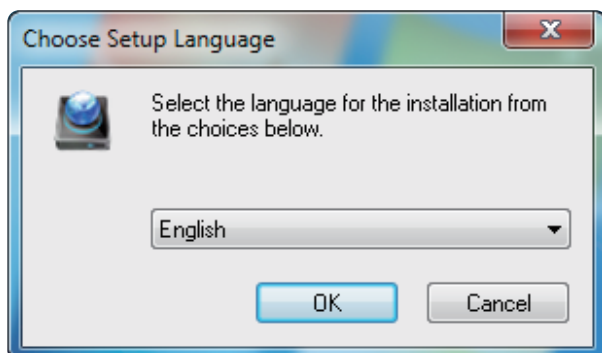 Choose Setup Language
Select the language for the installation from
the choices below.
English
OK
Cancel